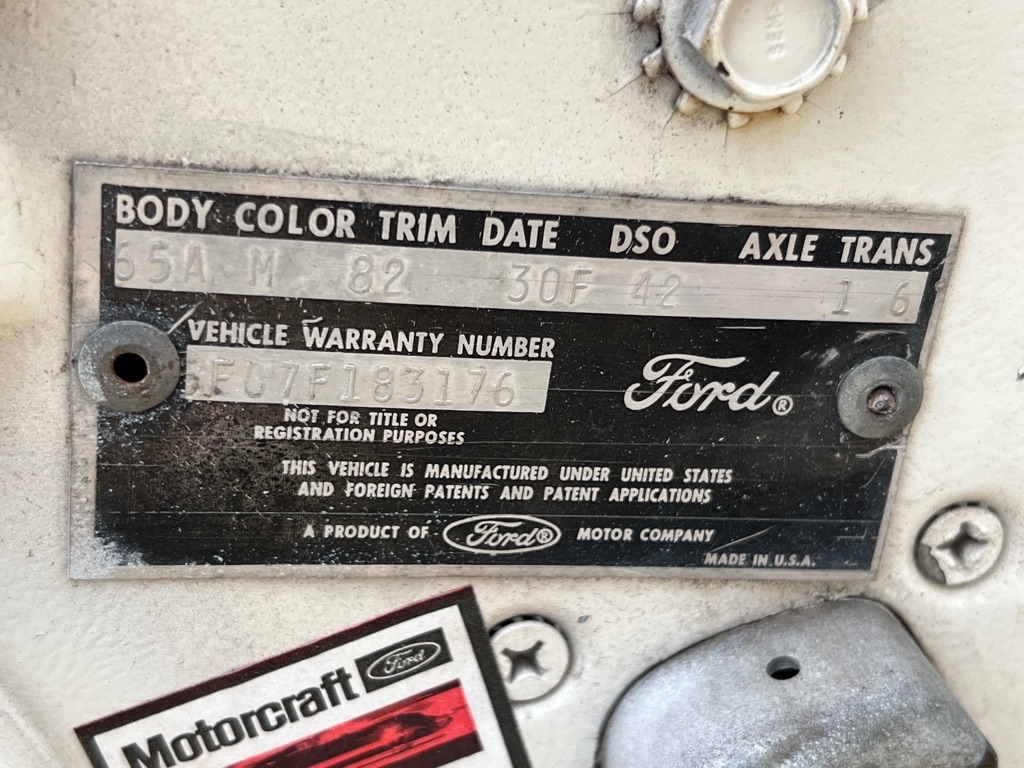 SEN-
BODY COLOR TRIM DATE DSO AXLE TRANS
65A M 82 30F 42 1 6
VEHICLE WARRANTY NUMBER
5F07F183176
Ford®
NOT FOR TITLE OR
REGISTRATION PURPOSES
THIS VEHICLE IS MANUFACTURED UNDER UNITED STATES
AND FOREIGN PATENTS AND PATENT APPLICATIONS
A PRODUCT OF Ford® MOTOR COMPANY
MADE IN U.S.A.
Motorcraft Ford